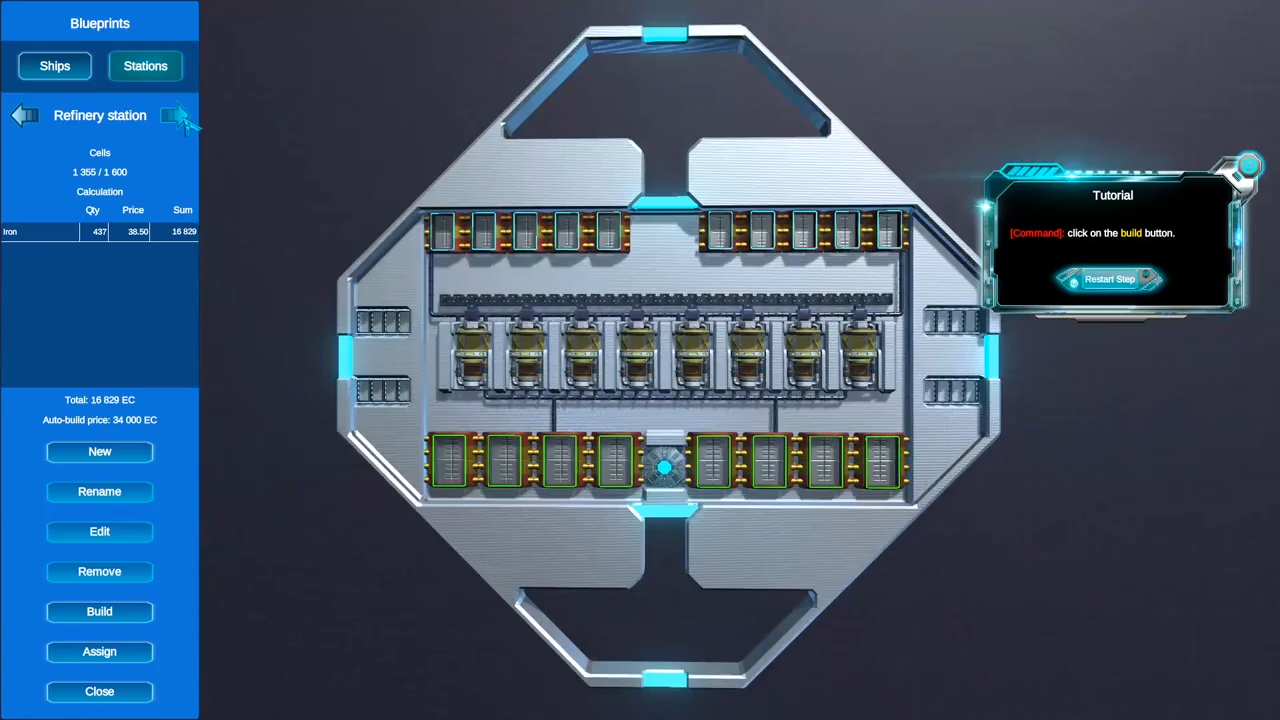 Blueprints
Ships Stations
Refinery station
Cells
1 355 / 1 600
Calculation
Qty Price Sum
Iron 437 38.50 16 829
Total: 16 829 EC
Auto-build price: 34 000 EC
New
Rename
Edit
Remove
Build
Assign
Close
Tutorial
[Command]: click on the build button.
Restart Step